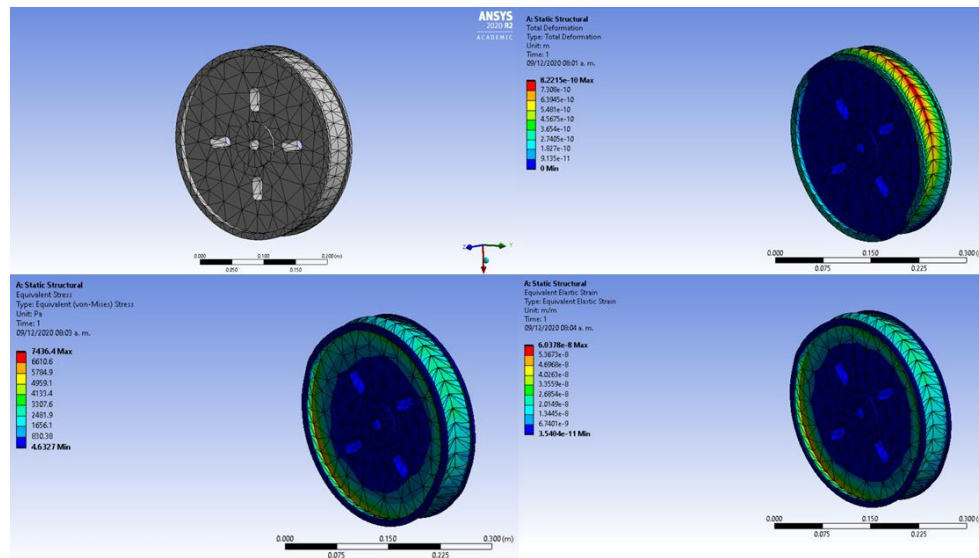 ANSYS
2020 R2
ACADEMIC
0.000
0.100
0.200 (m)
0.050
0.150
Z
Y
A: Static Structural
Total Deformation
Type: Total Deformation
Unit: m
Time: 1
09/12/2020 08:01 a. m.
8.2215e-10 Max
7.308e-10
6.3945e-10
5.481e-10
4.5675e-10
3.654e-10
2.7405e-10
1.827e-10
9.135e-11
0 Min
0.000
0.150
0.300 (m)
0.075
0.225
A: Static Structural
Equivalent Stress
Type: Equivalent (von-Mises) Stress
Unit: Pa
Time: 1
09/12/2020 08:03 a. m.
7436.4 Max
6610.6
5784.9
4959.1
4133.4
3307.6
2481.9
1656.1
830.38
4.6327 Min
0.000
0.150
0.300 (m)
0.075
0.225
A: Static Structural
Equivalent Elastic Strain
Type: Equivalent Elastic Strain
Unit: m/m
Time: 1
09/12/2020 08:04 a. m.
6.0378e-8 Max
5.3673e-8
4.6968e-8
4.0263e-8
3.3559e-8
2.6854e-8
2.0149e-8
1.3445e-8
6.7401e-9
3.5404e-11 Min
0.000
0.150
0.300 (
0.075
0.225